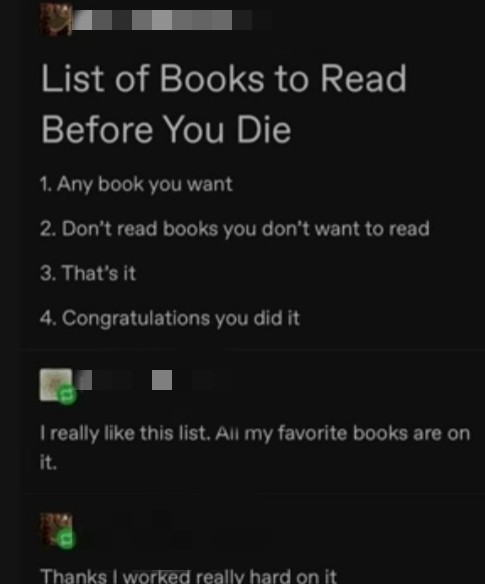 List of Books to Read
Before You Die
1. Any book you want
2. Don't read books you don't want to read
3. That's it
4. Congratulations you did it
I really like this list. All my favorite books are on
it.
Thanks I worked really hard on it